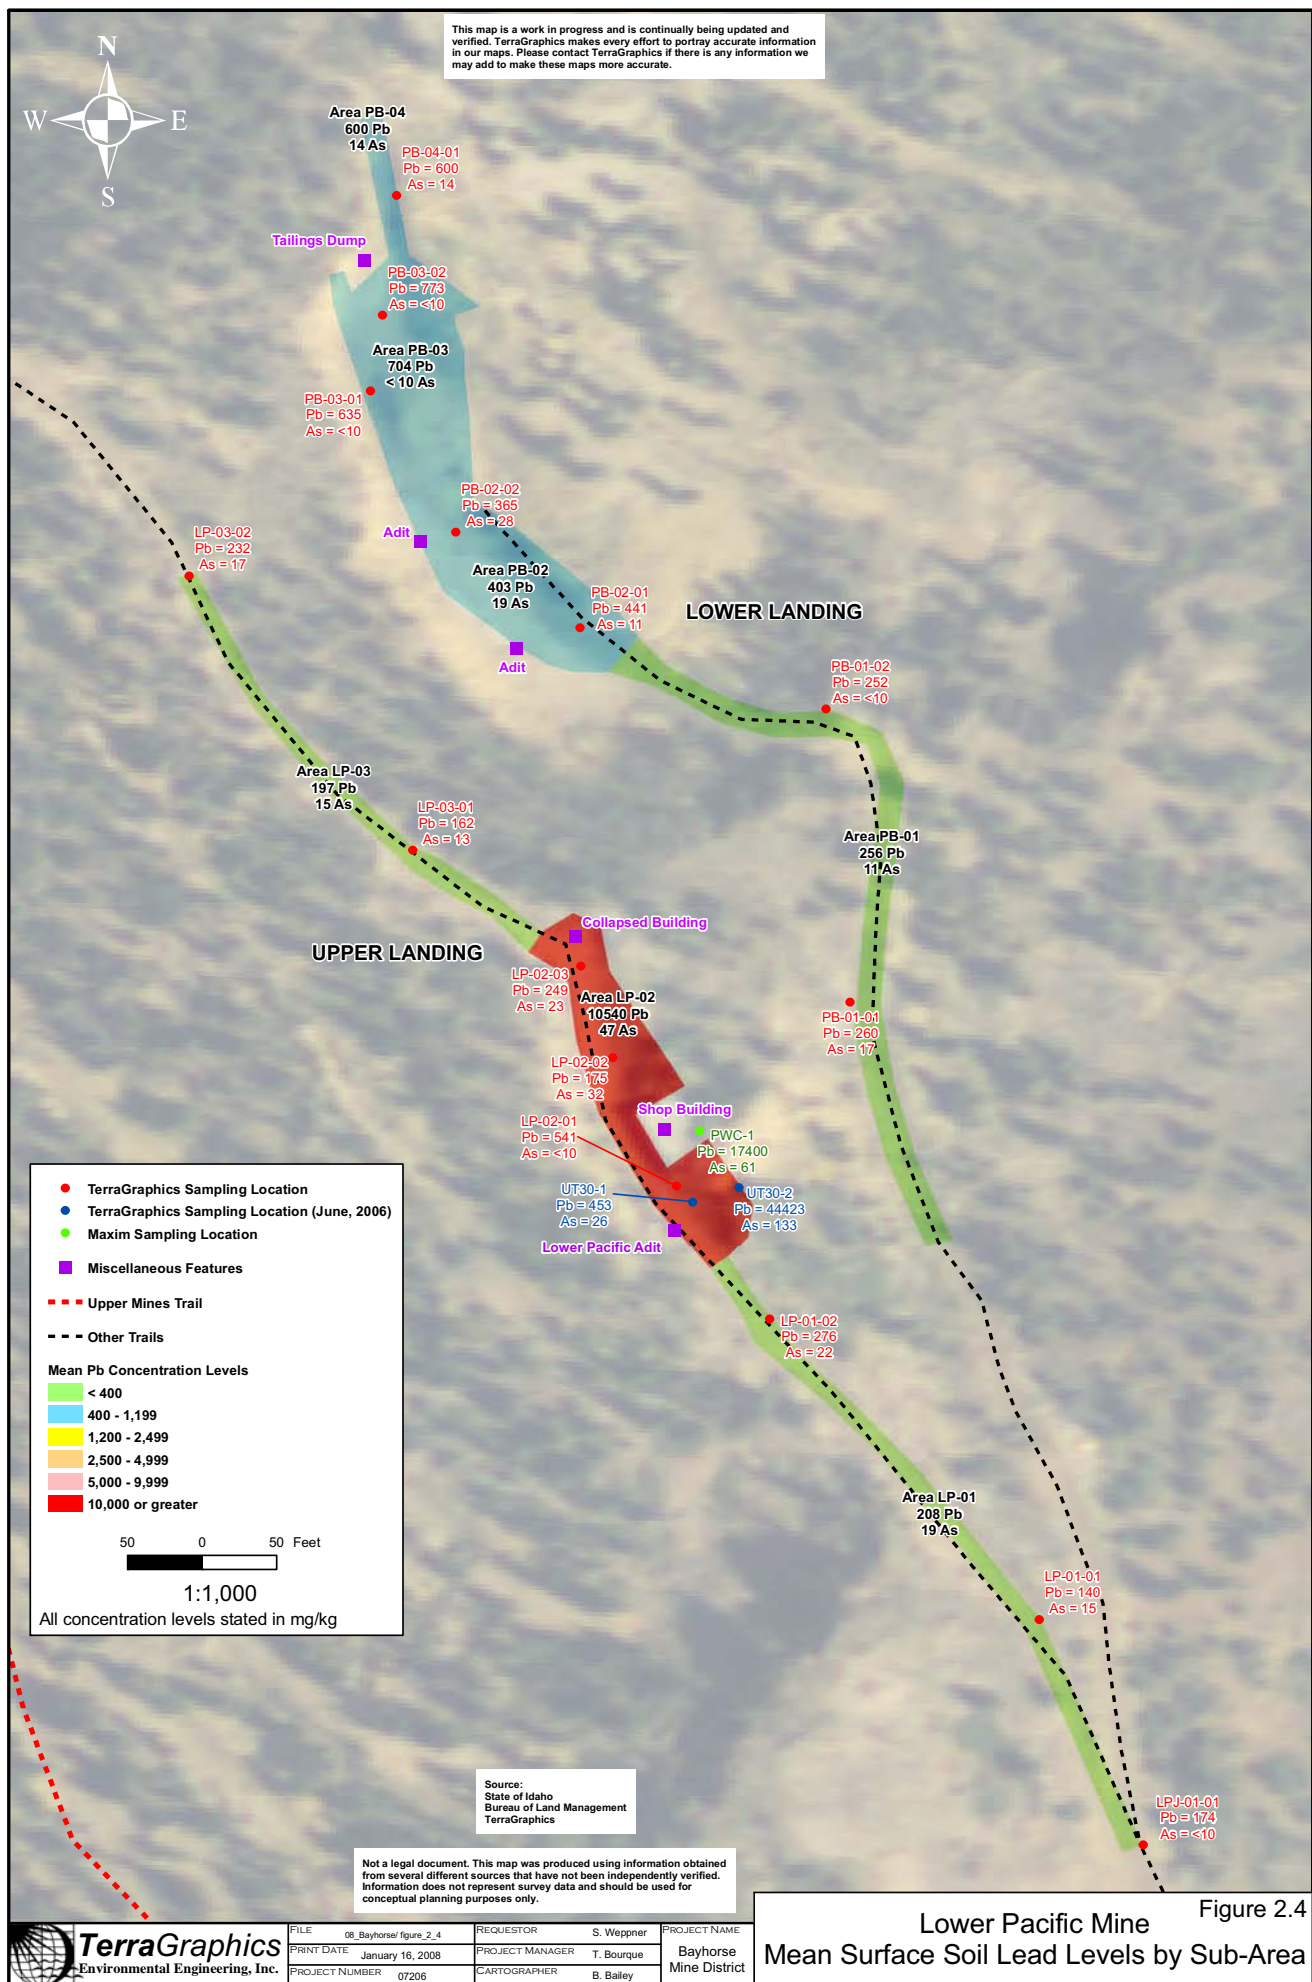 This map is a work in progress and is continually being updated and
verified. TerraGraphics makes every effort to portray accurate information
in our maps. Please contact TerraGraphics if there is any information we
may add to make these maps more accurate.
N
W
E
S
Area PB-04
600 Pb
14 As
PB-04-01
Pb = 600
As = 14
Tailings Dump
PB-03-02
Pb = 773
As = <10
Area PB-03
704 Pb
< 10 As
PB-03-01
Pb = 635
As = <10
PB-02-02
Pb = 365
As = 28
Adit
LP-03-02
Pb = 232
As = 17
Area PB-02
403 Pb
19 As
PB-02-01
Pb = 441
As = 11
LOWER LANDING
Adit
PB-01-02
Pb = 252
As = <10
Area LP-03
197 Pb
15 As
LP-03-01
Pb = 162
As = 13
Area PB-01
256 Pb
11 As
Collapsed Building
UPPER LANDING
LP-02-03
Pb = 249
As = 23
Area LP-02
10540 Pb
47 As
PB-01-01
Pb = 260
As = 17
LP-02-02
Pb = 175
As = 32
Shop Building
LP-02-01
Pb = 541
As = <10
PWC-1
Pb = 17400
As = 61
UT30-1
Pb = 453
As = 26
UT30-2
Pb = 44423
As = 133
Lower Pacific Adit
LP-01-02
Pb = 276
As = 22
Area LP-01
208 Pb
19 As
LP-01-01
Pb = 140
As = 15
LPJ-01-01
Pb = 174
As = <10
TerraGraphics Sampling Location
TerraGraphics Sampling Location (June, 2006)
Maxim Sampling Location
Miscellaneous Features
Upper Mines Trail
Other Trails
Mean Pb Concentration Levels
< 400
400 - 1,199
1,200 - 2,499
2,500 - 4,999
5,000 - 9,999
10,000 or greater
50 0 50 Feet
1:1,000
All concentration levels stated in mg/kg
Source:
State of Idaho
Bureau of Land Management
TerraGraphics
Not a legal document. This map was produced using information obtained
from several different sources that have not been independently verified.
Information does not represent survey data and should be used for
conceptual planning purposes only.
TerraGraphics
Environmental Engineering, Inc.
FILE 08_Bayhorse/ figure_2_4
PRINT DATE January 16, 2008
PROJECT NUMBER 07206
REQUESTOR S. Weppner
PROJECT MANAGER T. Bourque
CARTOGRAPHER B. Bailey
PROJECT NAME
Bayhorse
Mine District
Figure 2.4
Lower Pacific Mine
Mean Surface Soil Lead Levels by Sub-Area